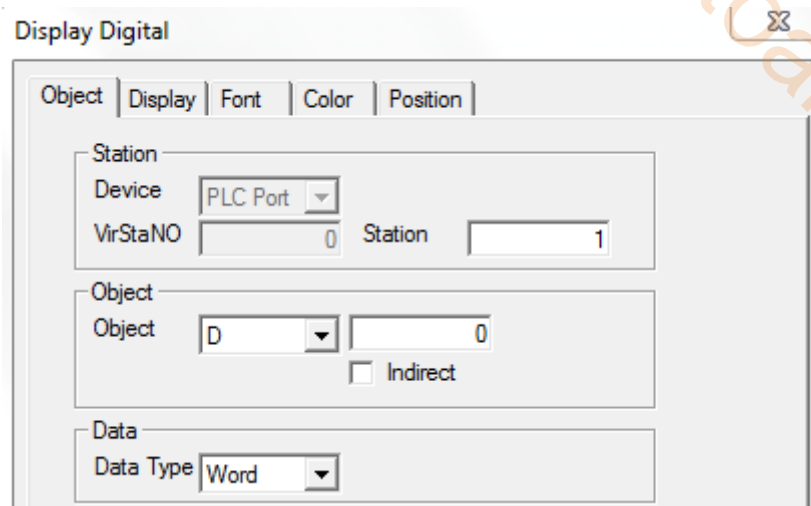 Display Digital
Object Display Font Color Position
Station
Device PLC Port
VirStaNO 0 Station 1
Object
Object D 0
Indirect
Data
Data Type Word